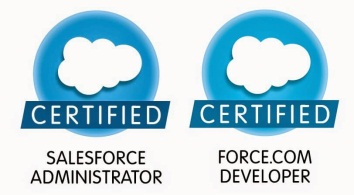 CERTIFIED
SALESFORCE
ADMINISTRATOR
CERTIFIED
FORCE.COM
DEVELOPER